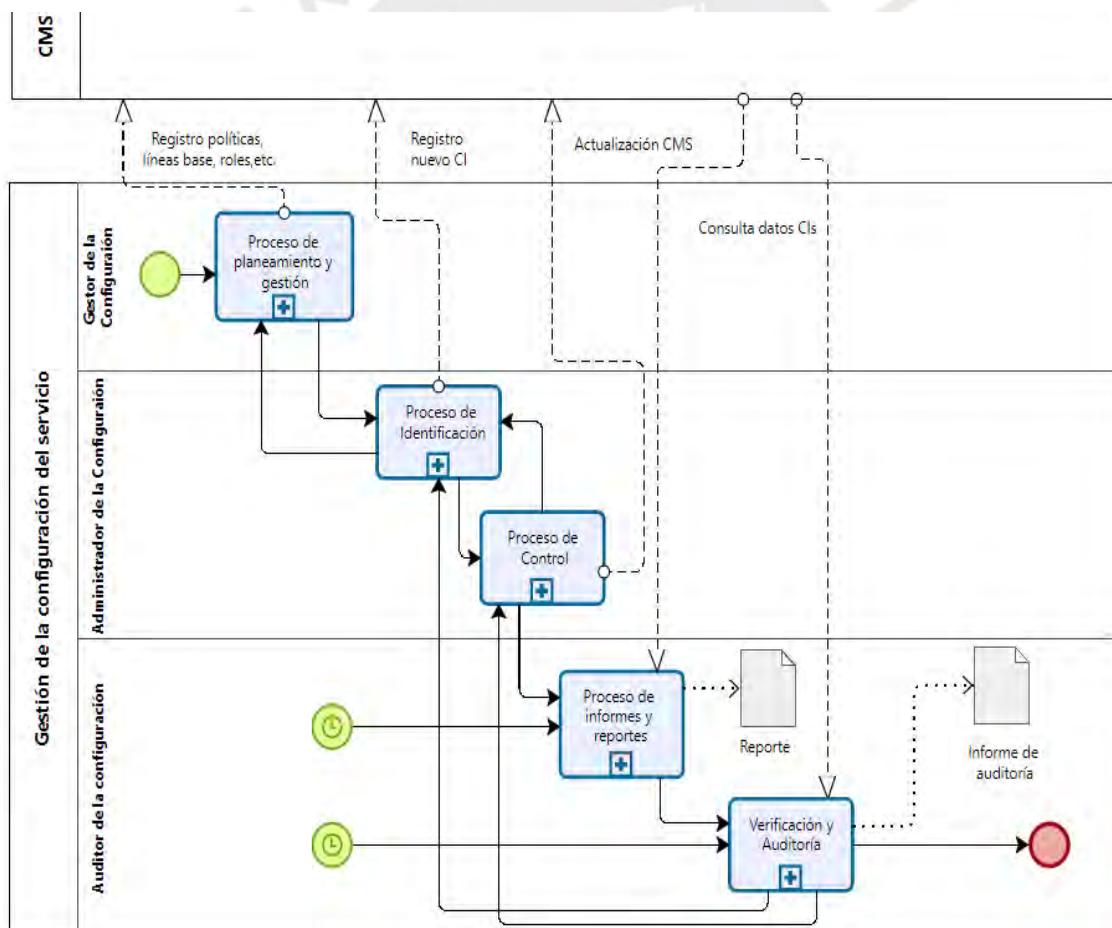 CMS
Registro políticas,
líneas base, roles,etc.
Registro
nuevo CI
Actualización CMS
Consulta datos CIs
Gestión de la configuración del servicio
Gestor de la
Configuraión
Proceso de
planeamiento y
gestión
Administrador de la Configuraión
Proceso de
Identificación
Proceso de
Control
Auditor de la configuración
Proceso de
informes y
reportes
Reporte
Informe de
auditoría
Verificación y
Auditoría